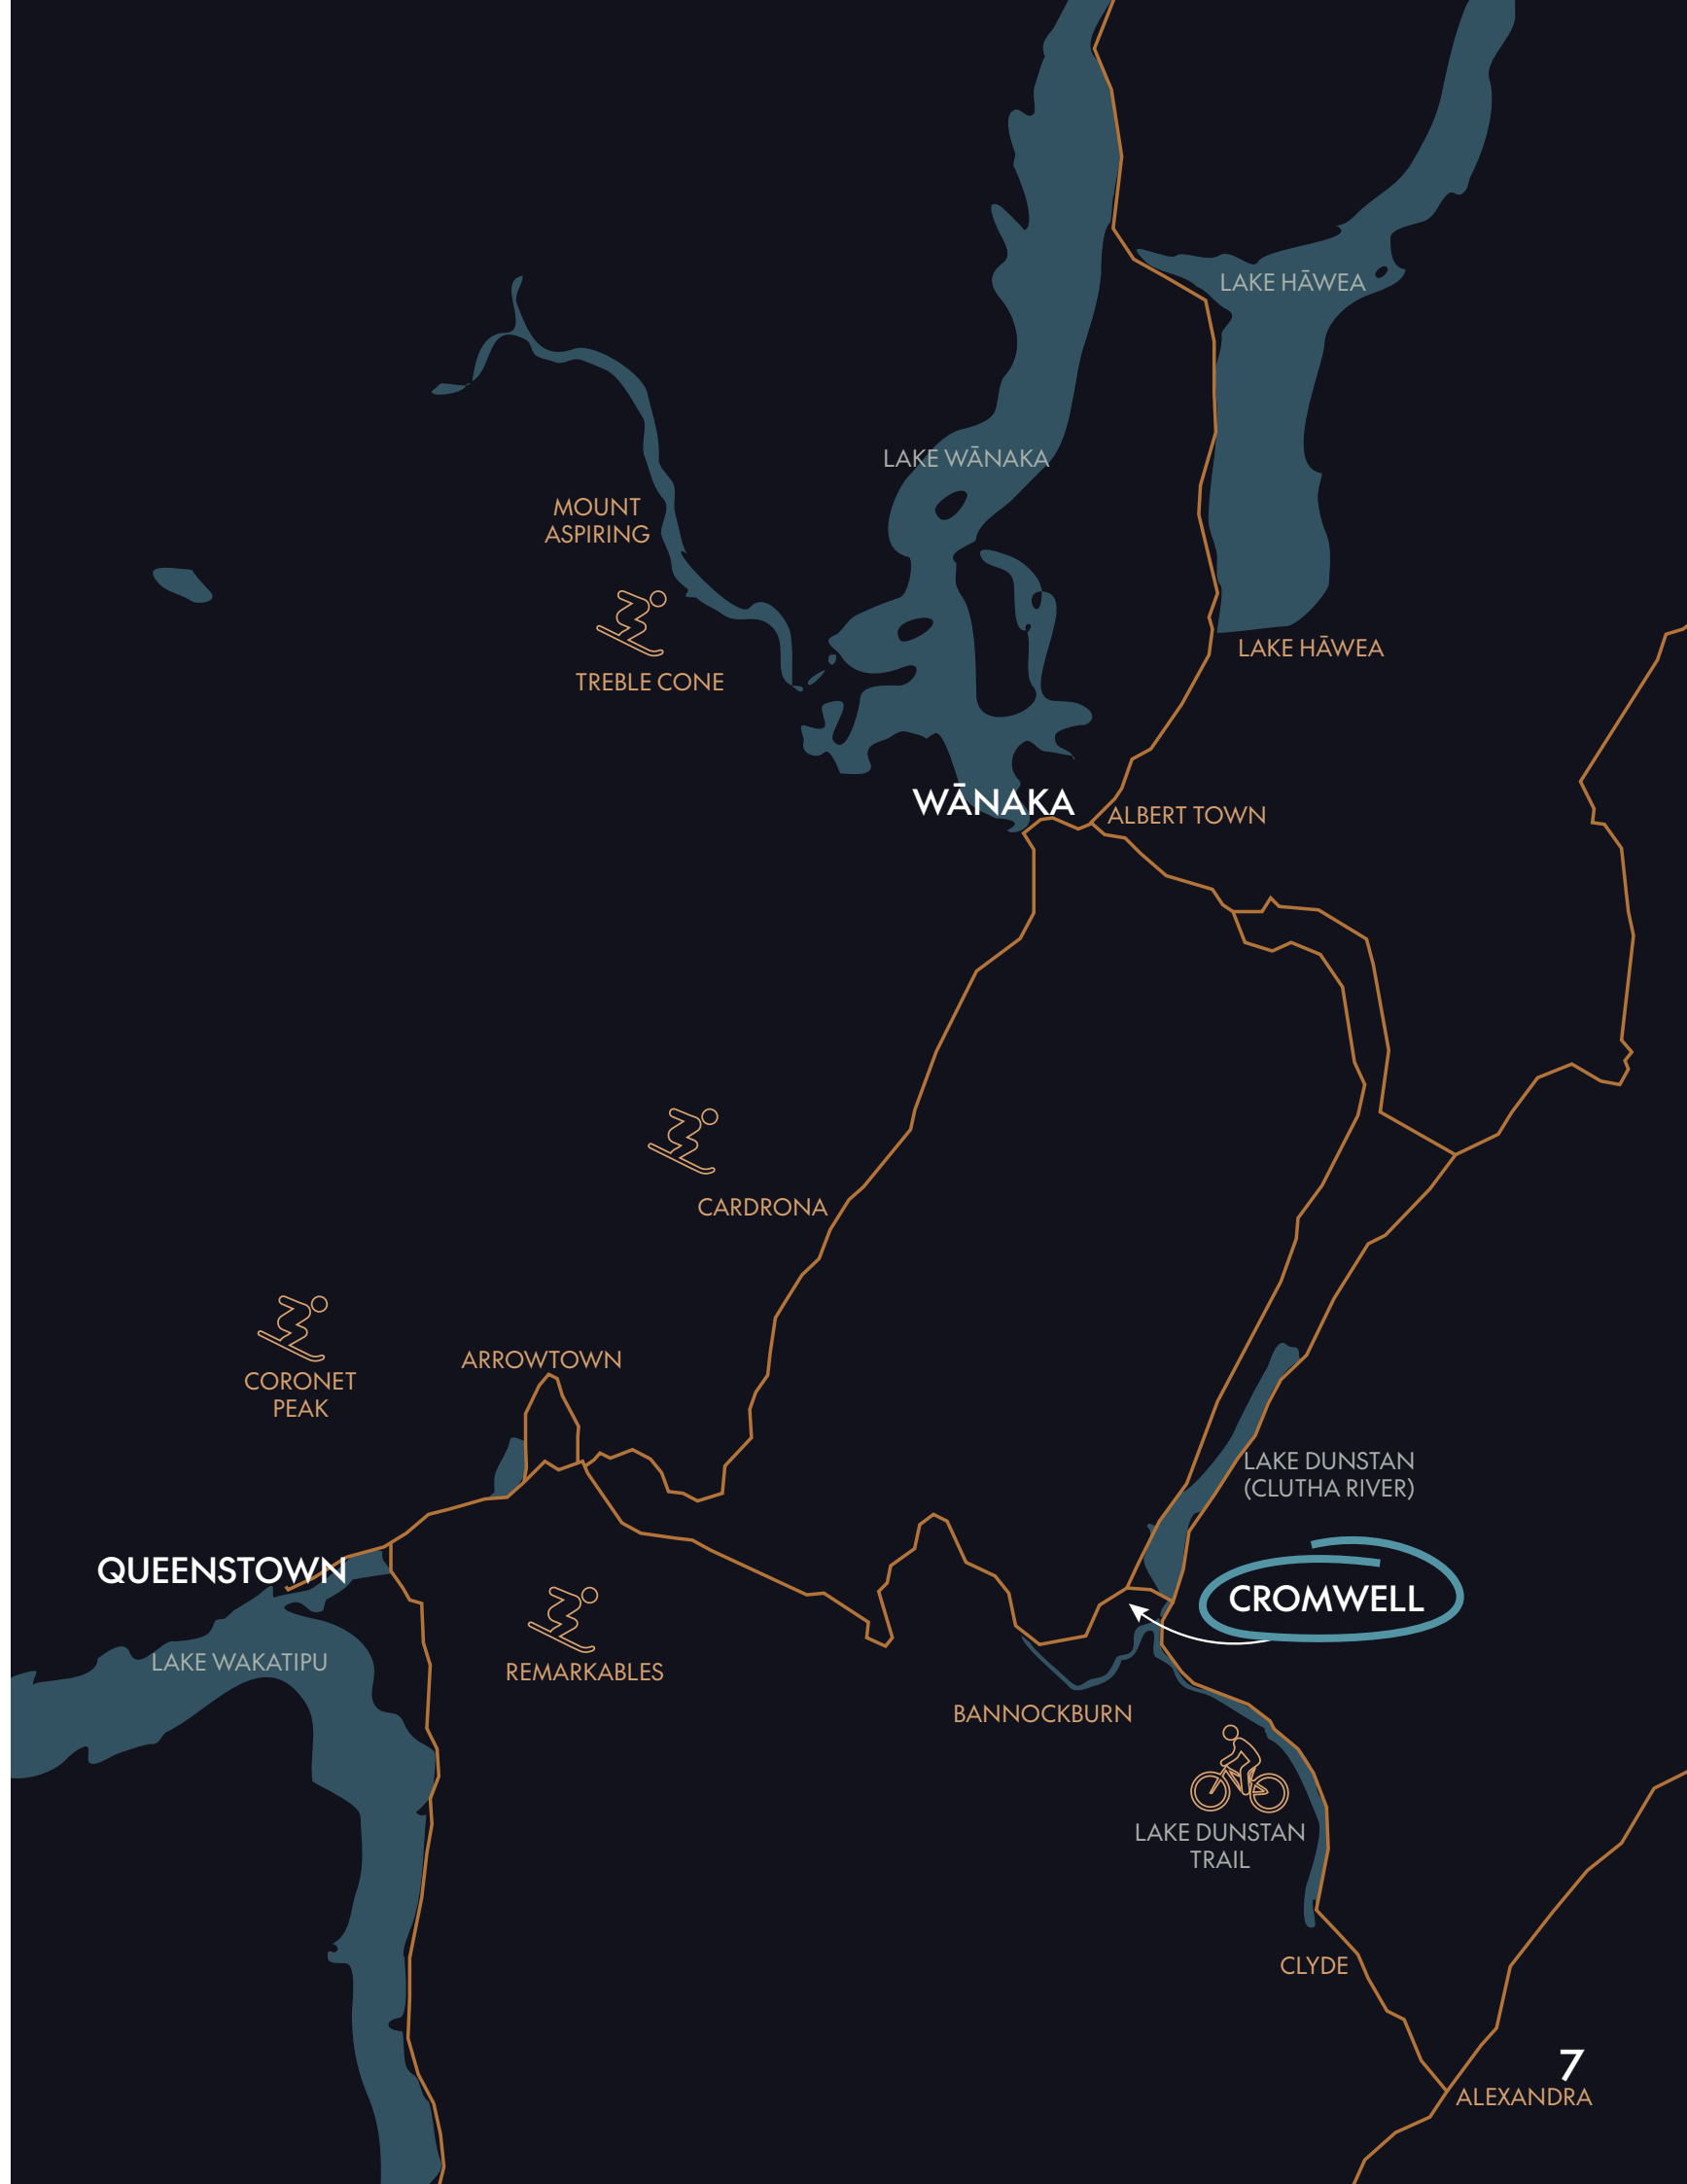 LAKE HĀWEA
LAKE WĀNAKA
MOUNT
ASPIRING
TREBLE CONE
LAKE HĀWEA
WĀNAKA
ALBERT TOWN
CARDRONA
CORONET
PEAK
ARROWTOWN
LAKE DUNSTAN
(CLUTHA RIVER)
QUEENSTOWN
CROMWELL
LAKE WAKATIPU
REMARKABLES
BANNOCKBURN
LAKE DUNSTAN
TRAIL
CLYDE
7
ALEXANDRA